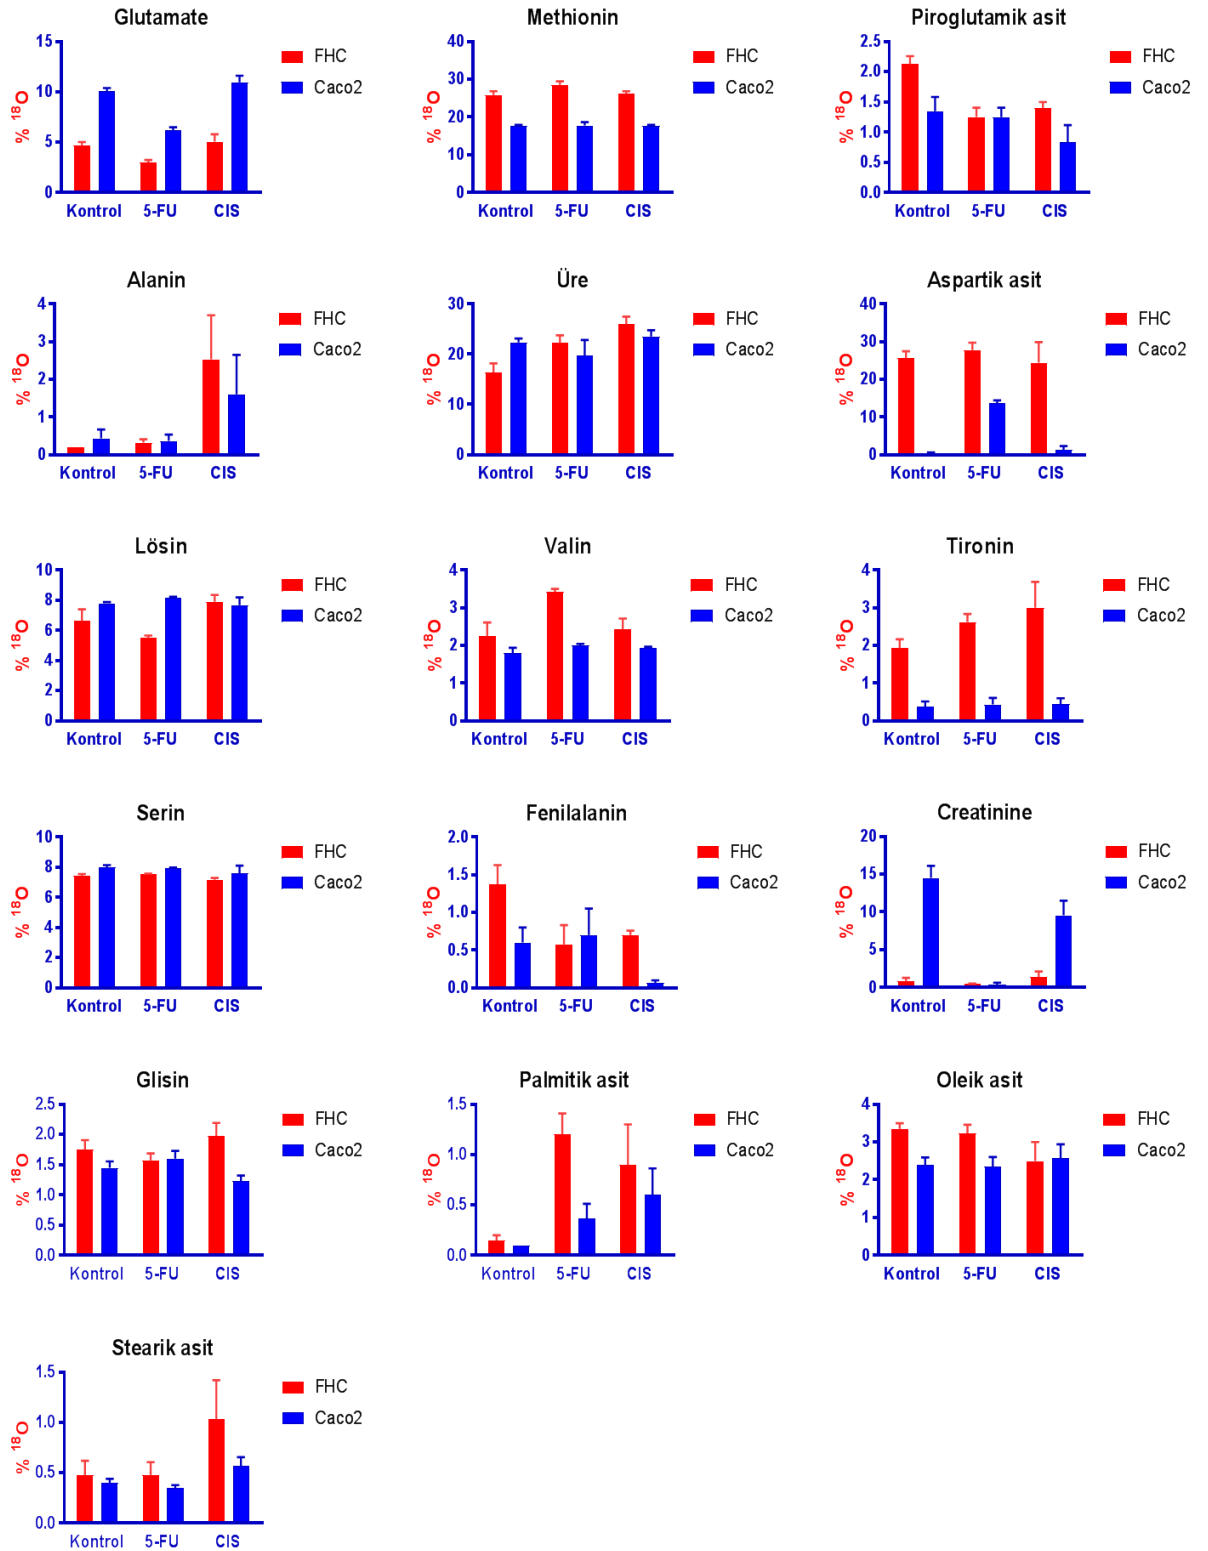 Glutamate
15
10
5
0
% 18O
Kontrol 5-FU CIS
FHC
Caco2
Methionin
40
30
20
10
0
% 18O
Kontrol 5-FU CIS
FHC
Caco2
Piroglutamik asit
2.5
2.0
1.5
1.0
0.5
0.0
% 18O
Kontrol 5-FU CIS
FHC
Caco2
Alanin
4
3
2
1
0
% 18O
Kontrol 5-FU CIS
FHC
Caco2
Üre
30
20
10
0
% 18O
Kontrol 5-FU CIS
FHC
Caco2
Aspartik asit
40
30
20
10
0
% 18O
Kontrol 5-FU CIS
FHC
Caco2
Lösin
10
8
6
4
2
0
% 18O
Kontrol 5-FU CIS
FHC
Caco2
Valin
4
3
2
1
0
% 18O
Kontrol 5-FU CIS
FHC
Caco2
Tironin
4
3
2
1
0
% 18O
Kontrol 5-FU CIS
FHC
Caco2
Serin
10
8
6
4
2
0
% 18O
Kontrol 5-FU CIS
FHC
Caco2
Fenilalanin
2.0
1.5
1.0
0.5
0.0
% 18O
Kontrol 5-FU CIS
FHC
Caco2
Creatinine
20
15
10
5
0
% 18O
Kontrol 5-FU CIS
FHC
Caco2
Glisin
2.5
2.0
1.5
1.0
0.5
0.0
% 18O
Kontrol 5-FU CIS
FHC
Caco2
Palmitik asit
1.5
1.0
0.5
0.0
% 18O
Kontrol 5-FU CIS
FHC
Caco2
Oleik asit
4
3
2
1
0
% 18O
Kontrol 5-FU CIS
FHC
Caco2
Stearik asit
1.5
1.0
0.5
0.0
% 18O
Kontrol 5-FU CIS
FHC
Caco2